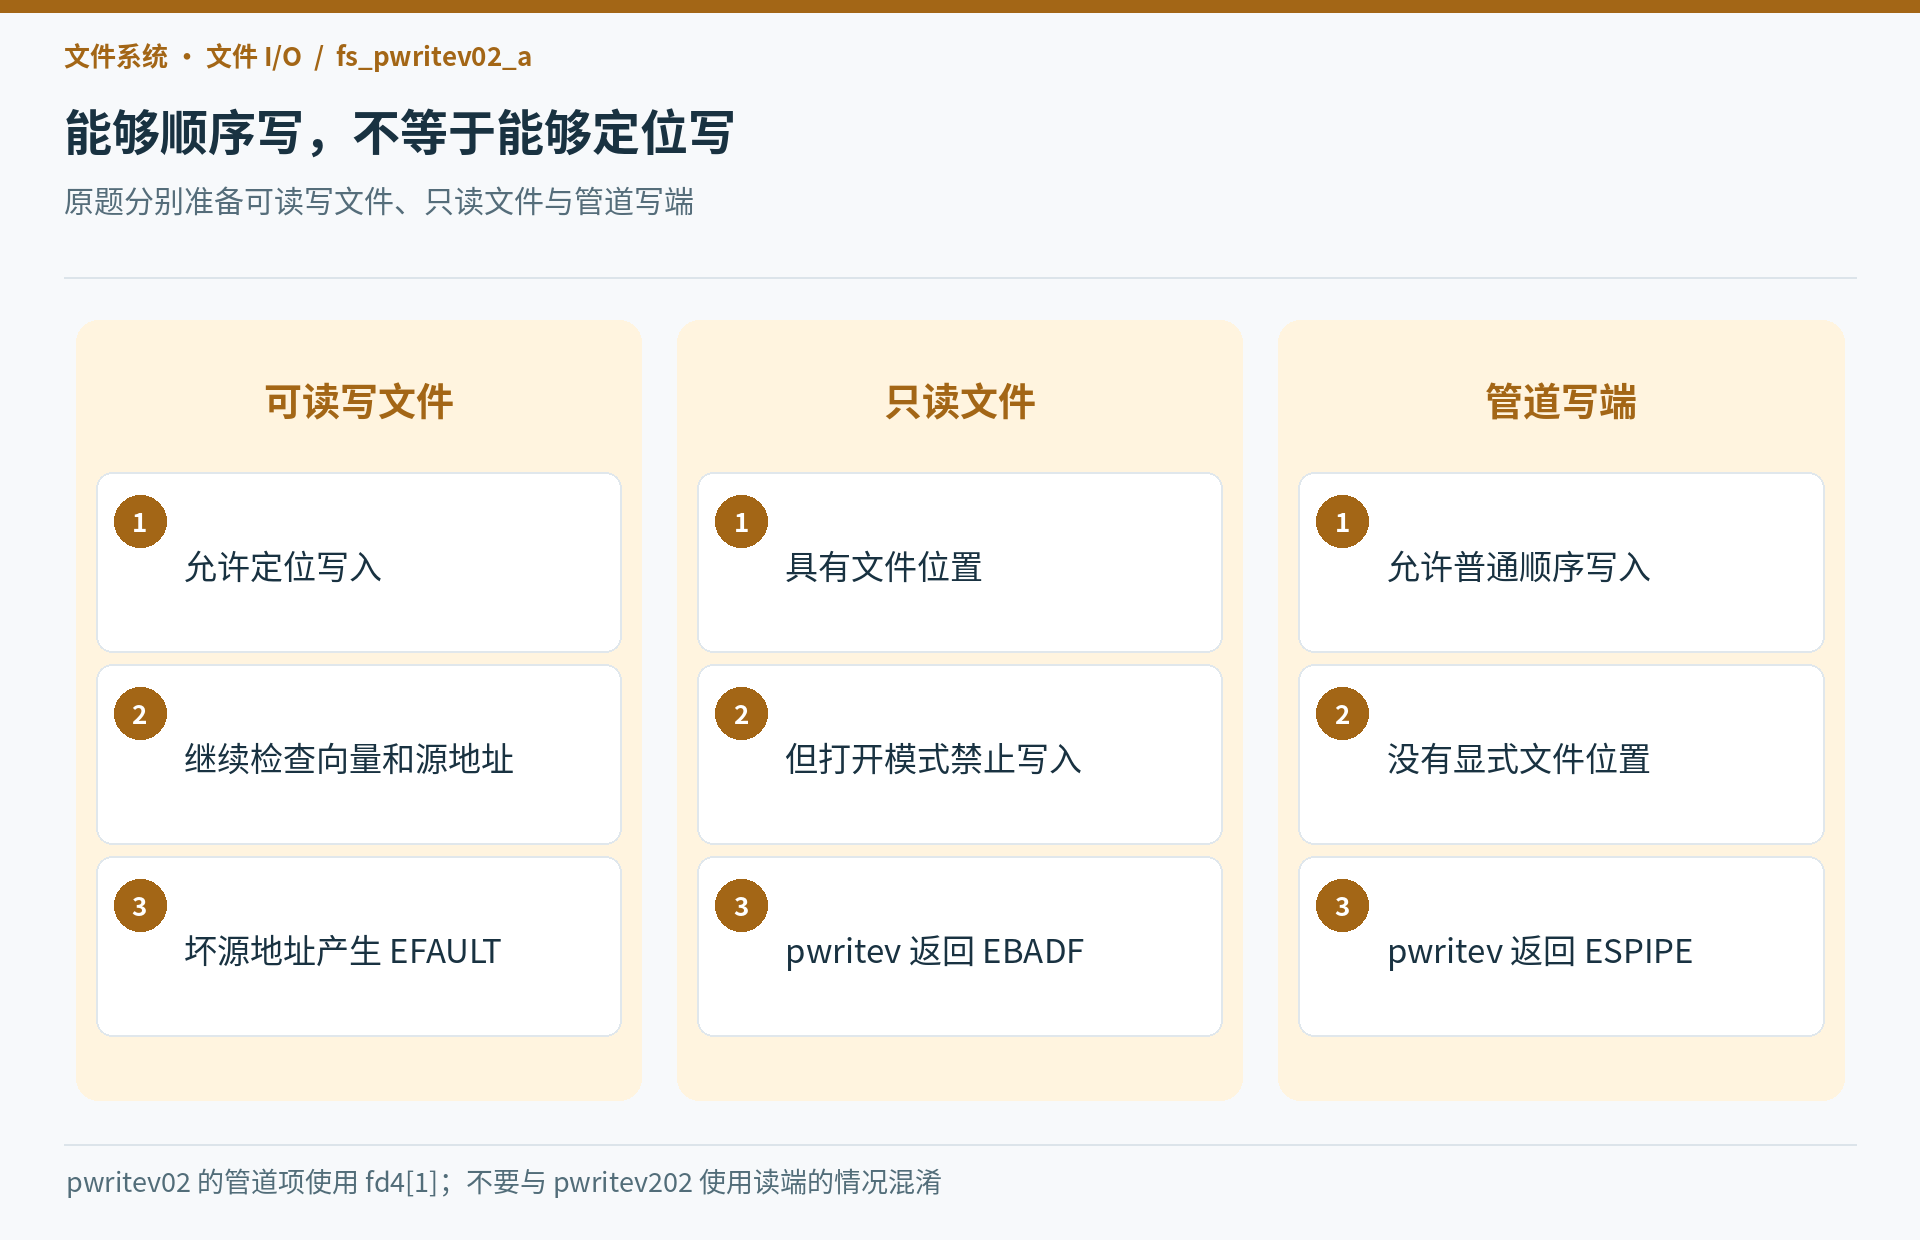 文件系统 · 文件 I/O / fs_pwritev02_a
能够顺序写，不等于能够定位写
原题分别准备可读写文件、只读文件与管道写端
可读写文件
1
允许定位写入
2
继续检查向量和源地址
3
坏源地址产生 EFAULT
只读文件
1
具有文件位置
2
但打开模式禁止写入
3
pwritev 返回 EBADF
管道写端
1
允许普通顺序写入
2
没有显式文件位置
3
pwritev 返回 ESPIPE
pwritev02 的管道项使用 fd4[1]；不要与 pwritev202 使用读端的情况混淆